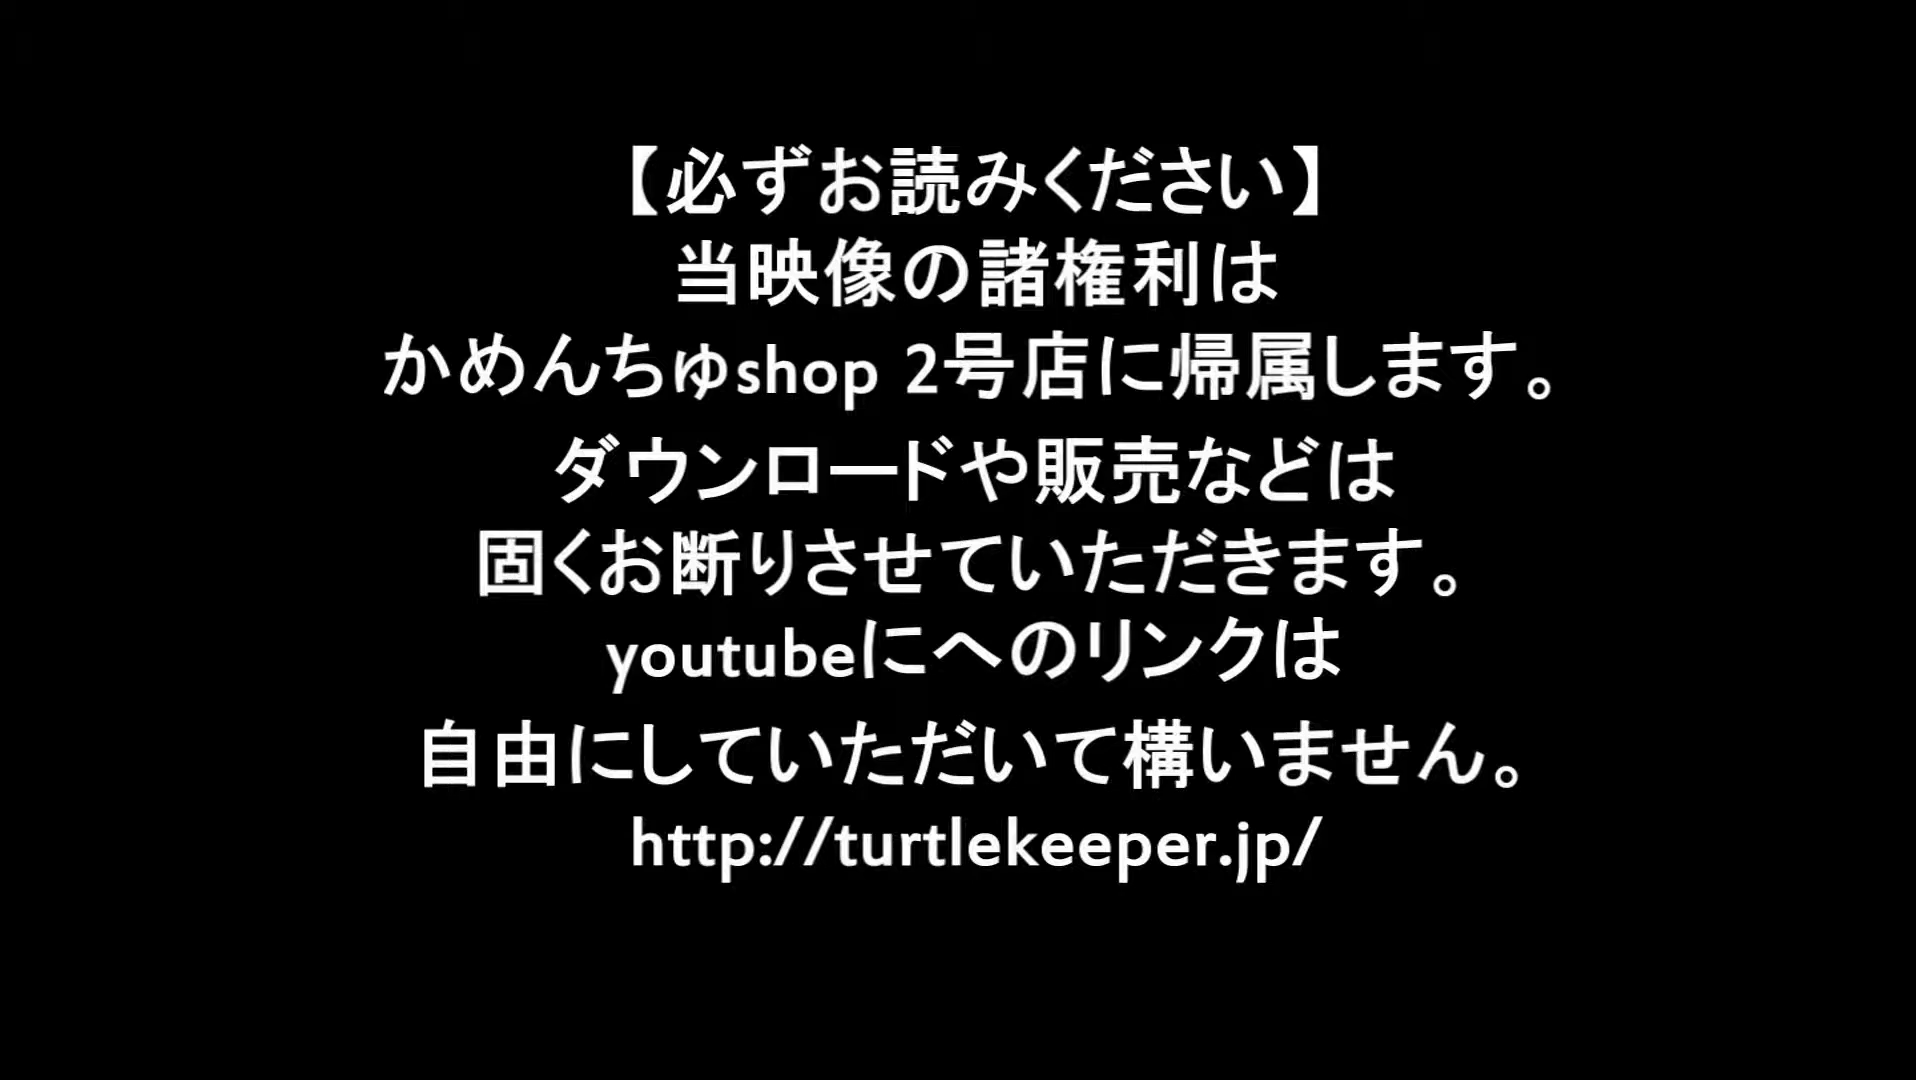 【必ずお読みください】
当映像の諸権利は
かめんちゅshop 2号店に帰属します。
ダウンロードや販売などは
固くお断りさせていただきます。
youtubeにへのリンクは
自由にしていただいて構いません。
http://turtlekeeper.jp/